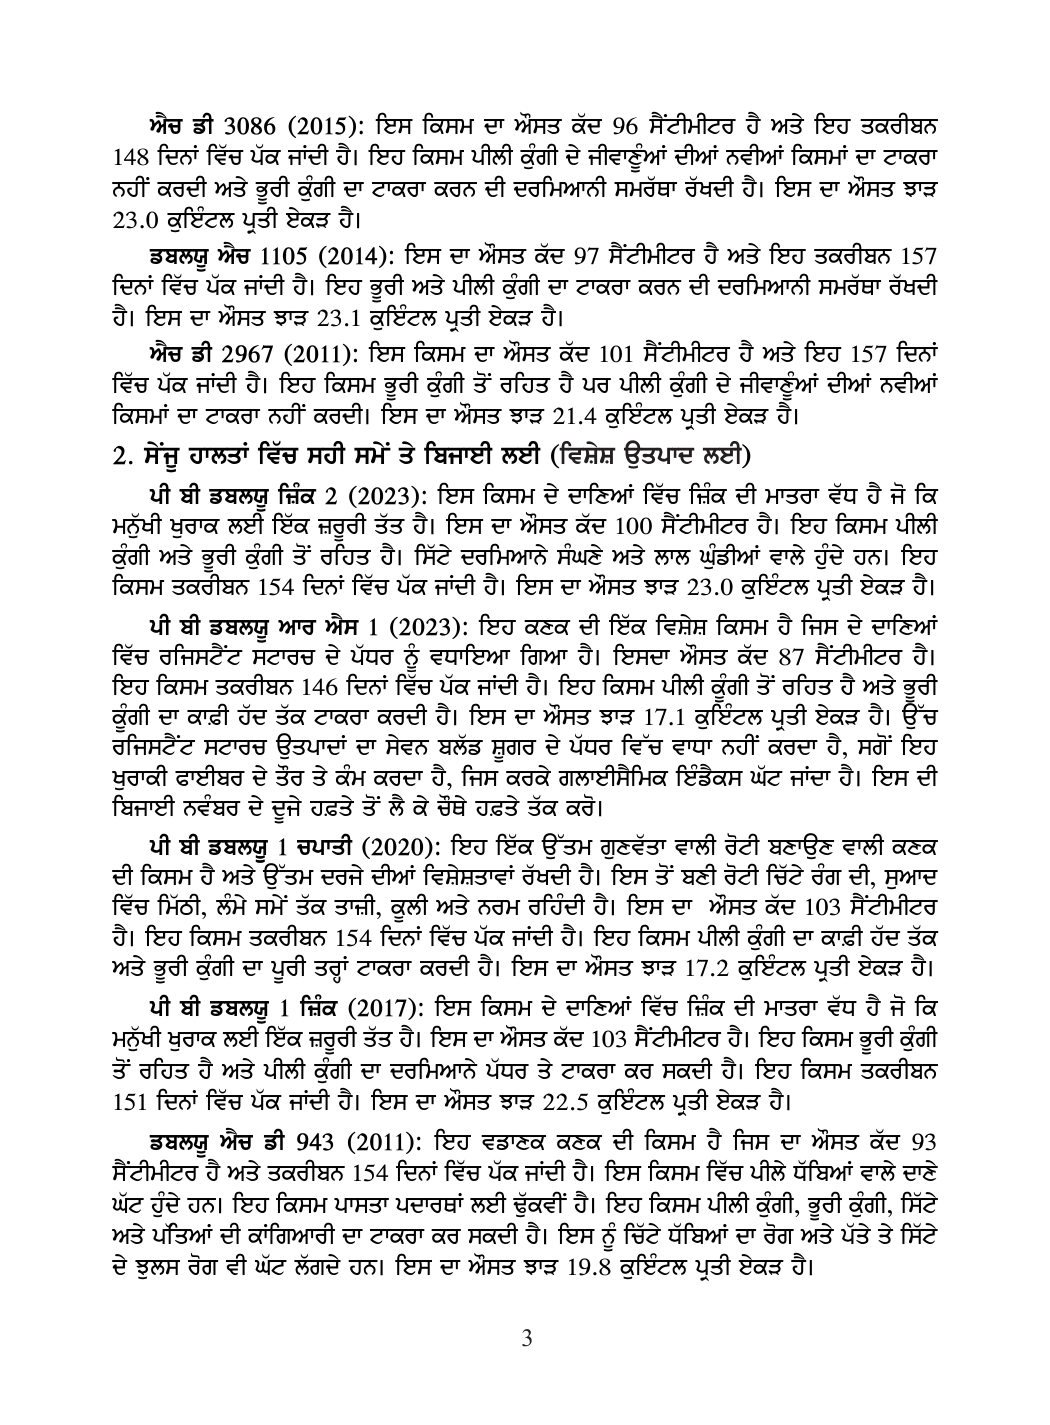 ਐਚ ਡੀ 3086 (2015): ਇਸ ਕਿਸਮ ਦਾ ਔਸਤ ਕੱਦ 96 ਸੈਂਟੀਮੀਟਰ ਹੈ ਅਤੇ ਇਹ ਤਕਰੀਬਨ
148 ਦਿਨਾਂ ਵਿੱਚ ਪੱਕ ਜਾਂਦੀ ਹੈ। ਇਹ ਕਿਸਮ ਪੀਲੀ ਕੁੰਗੀ ਦੇ ਜੀਵਾਣੂੰਆਂ ਦੀਆਂ ਨਵੀਆਂ ਕਿਸਮਾਂ ਦਾ ਟਾਕਰਾ
ਨਹੀਂ ਕਰਦੀ ਅਤੇ ਭੂਰੀ ਕੁੰਗੀ ਦਾ ਟਾਕਰਾ ਕਰਨ ਦੀ ਦਰਮਿਆਨੀ ਸਮਰੱਥਾ ਰੱਖਦੀ ਹੈ। ਇਸ ਦਾ ਔਸਤ ਝਾੜ
23.0 ਕੁਇੰਟਲ ਪ੍ਰਤੀ ਏਕੜ ਹੈ।
ਡਬਲਯੂ ਐਚ 1105 (2014): ਇਸ ਦਾ ਔਸਤ ਕੱਦ 97 ਸੈਂਟੀਮੀਟਰ ਹੈ ਅਤੇ ਇਹ ਤਕਰੀਬਨ 157
ਦਿਨਾਂ ਵਿੱਚ ਪੱਕ ਜਾਂਦੀ ਹੈ। ਇਹ ਭੂਰੀ ਅਤੇ ਪੀਲੀ ਕੁੰਗੀ ਦਾ ਟਾਕਰਾ ਕਰਨ ਦੀ ਦਰਮਿਆਨੀ ਸਮਰੱਥਾ ਰੱਖਦੀ
ਹੈ। ਇਸ ਦਾ ਔਸਤ ਝਾੜ 23.1 ਕੁਇੰਟਲ ਪ੍ਰਤੀ ਏਕੜ ਹੈ।
ਐਚ ਡੀ 2967 (2011): ਇਸ ਕਿਸਮ ਦਾ ਔਸਤ ਕੱਦ 101 ਸੈਂਟੀਮੀਟਰ ਹੈ ਅਤੇ ਇਹ 157 ਦਿਨਾਂ
ਵਿੱਚ ਪੱਕ ਜਾਂਦੀ ਹੈ। ਇਹ ਕਿਸਮ ਭੂਰੀ ਕੁੰਗੀ ਤੋਂ ਰਹਿਤ ਹੈ ਪਰ ਪੀਲੀ ਕੁੰਗੀ ਦੇ ਜੀਵਾਣੂੰਆਂ ਦੀਆਂ ਨਵੀਆਂ
ਕਿਸਮਾਂ ਦਾ ਟਾਕਰਾ ਨਹੀਂ ਕਰਦੀ। ਇਸ ਦਾ ਔਸਤ ਝਾੜ 21.4 ਕੁਇੰਟਲ ਪ੍ਰਤੀ ਏਕੜ ਹੈ।
2. ਸੇਂਜੂ ਹਾਲਤਾਂ ਵਿੱਚ ਸਹੀ ਸਮੇਂ ਤੇ ਬਿਜਾਈ ਲਈ (ਵਿਸ਼ੇਸ਼ ਉਤਪਾਦ ਲਈ)
ਪੀ ਬੀ ਡਬਲਯੂ ਜ਼ਿੰਕ 2 (2023): ਇਸ ਕਿਸਮ ਦੇ ਦਾਣਿਆਂ ਵਿੱਚ ਜ਼ਿੰਕ ਦੀ ਮਾਤਰਾ ਵੱਧ ਹੈ ਜੋ ਕਿ
ਮਨੁੱਖੀ ਖੁਰਾਕ ਲਈ ਇੱਕ ਜ਼ਰੂਰੀ ਤੱਤ ਹੈ। ਇਸ ਦਾ ਔਸਤ ਕੱਦ 100 ਸੈਂਟੀਮੀਟਰ ਹੈ। ਇਹ ਕਿਸਮ ਪੀਲੀ
ਕੁੰਗੀ ਅਤੇ ਭੂਰੀ ਕੁੰਗੀ ਤੋਂ ਰਹਿਤ ਹੈ। ਸਿੱਟੇ ਦਰਮਿਆਨੇ ਸੰਘਣੇ ਅਤੇ ਲਾਲ ਘੁੰਡੀਆਂ ਵਾਲੇ ਹੁੰਦੇ ਹਨ। ਇਹ
ਕਿਸਮ ਤਕਰੀਬਨ 154 ਦਿਨਾਂ ਵਿੱਚ ਪੱਕ ਜਾਂਦੀ ਹੈ। ਇਸ ਦਾ ਔਸਤ ਝਾੜ 23.0 ਕੁਇੰਟਲ ਪ੍ਰਤੀ ਏਕੜ ਹੈ।
ਪੀ ਬੀ ਡਬਲਯੂ ਆਰ ਐਸ 1 (2023): ਇਹ ਕਣਕ ਦੀ ਇੱਕ ਵਿਸ਼ੇਸ਼ ਕਿਸਮ ਹੈ ਜਿਸ ਦੇ ਦਾਣਿਆਂ
ਵਿੱਚ ਰਜਿਸਟੈਂਟ ਸਟਾਰਚ ਦੇ ਪੱਧਰ ਨੂੰ ਵਧਾਇਆ ਗਿਆ ਹੈ। ਇਸਦਾ ਔਸਤ ਕੱਦ 87 ਸੈਂਟੀਮੀਟਰ ਹੈ।
ਇਹ ਕਿਸਮ ਤਕਰੀਬਨ 146 ਦਿਨਾਂ ਵਿੱਚ ਪੱਕ ਜਾਂਦੀ ਹੈ। ਇਹ ਕਿਸਮ ਪੀਲੀ ਕੂੰਗੀ ਤੋਂ ਰਹਿਤ ਹੈ ਅਤੇ ਭੂਰੀ
ਕੂੰਗੀ ਦਾ ਕਾਫ਼ੀ ਹੱਦ ਤੱਕ ਟਾਕਰਾ ਕਰਦੀ ਹੈ। ਇਸ ਦਾ ਔਸਤ ਝਾੜ 17.1 ਕੁਇੰਟਲ ਪ੍ਰਤੀ ਏਕੜ ਹੈ। ਉੱਚ
ਰਜਿਸਟੈਂਟ ਸਟਾਰਚ ਉਤਪਾਦਾਂ ਦਾ ਸੇਵਨ ਬਲੱਡ ਸ਼ੂਗਰ ਦੇ ਪੱਧਰ ਵਿੱਚ ਵਾਧਾ ਨਹੀਂ ਕਰਦਾ ਹੈ, ਸਗੋਂ ਇਹ
ਖੁਰਾਕੀ ਫਾਈਬਰ ਦੇ ਤੌਰ ਤੇ ਕੰਮ ਕਰਦਾ ਹੈ, ਜਿਸ ਕਰਕੇ ਗਲਾਈਸੈਮਿਕ ਇੰਡੈਕਸ ਘੱਟ ਜਾਂਦਾ ਹੈ। ਇਸ ਦੀ
ਬਿਜਾਈ ਨਵੰਬਰ ਦੇ ਦੂਜੇ ਹਫ਼ਤੇ ਤੋਂ ਲੈ ਕੇ ਚੌਥੇ ਹਫ਼ਤੇ ਤੱਕ ਕਰੋ।
ਪੀ ਬੀ ਡਬਲਯੂ 1 ਚਪਾਤੀ (2020): ਇਹ ਇੱਕ ਉੱਤਮ ਗੁਣਵੱਤਾ ਵਾਲੀ ਰੋਟੀ ਬਣਾਉਣ ਵਾਲੀ ਕਣਕ
ਦੀ ਕਿਸਮ ਹੈ ਅਤੇ ਉੱਤਮ ਦਰਜੇ ਦੀਆਂ ਵਿਸ਼ੇਸ਼ਤਾਵਾਂ ਰੱਖਦੀ ਹੈ। ਇਸ ਤੋਂ ਬਣੀ ਰੋਟੀ ਚਿੱਟੇ ਰੰਗ ਦੀ, ਸੁਆਦ
ਵਿੱਚ ਮਿੱਠੀ, ਲੰਮੇ ਸਮੇਂ ਤੱਕ ਤਾਜ਼ੀ, ਕੂਲੀ ਅਤੇ ਨਰਮ ਰਹਿੰਦੀ ਹੈ। ਇਸ ਦਾ ਔਸਤ ਕੱਦ 103 ਸੈਂਟੀਮੀਟਰ
ਹੈ। ਇਹ ਕਿਸਮ ਤਕਰੀਬਨ 154 ਦਿਨਾਂ ਵਿੱਚ ਪੱਕ ਜਾਂਦੀ ਹੈ। ਇਹ ਕਿਸਮ ਪੀਲੀ ਕੁੰਗੀ ਦਾ ਕਾਫ਼ੀ ਹੱਦ ਤੱਕ
ਅਤੇ ਭੂਰੀ ਕੁੰਗੀ ਦਾ ਪੂਰੀ ਤਰ੍ਹਾਂ ਟਾਕਰਾ ਕਰਦੀ ਹੈ। ਇਸ ਦਾ ਔਸਤ ਝਾੜ 17.2 ਕੁਇੰਟਲ ਪ੍ਰਤੀ ਏਕੜ ਹੈ।
ਪੀ ਬੀ ਡਬਲਯੂ 1 ਜ਼ਿੰਕ (2017): ਇਸ ਕਿਸਮ ਦੇ ਦਾਣਿਆਂ ਵਿੱਚ ਜ਼ਿੰਕ ਦੀ ਮਾਤਰਾ ਵੱਧ ਹੈ ਜੋ ਕਿ
ਮਨੁੱਖੀ ਖੁਰਾਕ ਲਈ ਇੱਕ ਜ਼ਰੂਰੀ ਤੱਤ ਹੈ। ਇਸ ਦਾ ਔਸਤ ਕੱਦ 103 ਸੈਂਟੀਮੀਟਰ ਹੈ। ਇਹ ਕਿਸਮ ਭੂਰੀ ਕੁੰਗੀ
ਤੋਂ ਰਹਿਤ ਹੈ ਅਤੇ ਪੀਲੀ ਕੁੰਗੀ ਦਾ ਦਰਮਿਆਨੇ ਪੱਧਰ ਤੇ ਟਾਕਰਾ ਕਰ ਸਕਦੀ ਹੈ। ਇਹ ਕਿਸਮ ਤਕਰੀਬਨ
151 ਦਿਨਾਂ ਵਿੱਚ ਪੱਕ ਜਾਂਦੀ ਹੈ। ਇਸ ਦਾ ਔਸਤ ਝਾੜ 22.5 ਕੁਇੰਟਲ ਪ੍ਰਤੀ ਏਕੜ ਹੈ।
ਡਬਲਯੂ ਐਚ ਡੀ 943 (2011): ਇਹ ਵਡਾਣਕ ਕਣਕ ਦੀ ਕਿਸਮ ਹੈ ਜਿਸ ਦਾ ਔਸਤ ਕੱਦ 93
ਸੈਂਟੀਮੀਟਰ ਹੈ ਅਤੇ ਤਕਰੀਬਨ 154 ਦਿਨਾਂ ਵਿੱਚ ਪੱਕ ਜਾਂਦੀ ਹੈ। ਇਸ ਕਿਸਮ ਵਿੱਚ ਪੀਲੇ ਧੱਬਿਆਂ ਵਾਲੇ ਦਾਣੇ
ਘੱਟ ਹੁੰਦੇ ਹਨ। ਇਹ ਕਿਸਮ ਪਾਸਤਾ ਪਦਾਰਥਾਂ ਲਈ ਢੁੱਕਵੀਂ ਹੈ। ਇਹ ਕਿਸਮ ਪੀਲੀ ਕੁੰਗੀ, ਭੂਰੀ ਕੁੰਗੀ, ਸਿੱਟੇ
ਅਤੇ ਪੱਤਿਆਂ ਦੀ ਕਾਂਗਿਆਰੀ ਦਾ ਟਾਕਰਾ ਕਰ ਸਕਦੀ ਹੈ। ਇਸ ਨੂੰ ਚਿੱਟੇ ਧੱਬਿਆਂ ਦਾ ਰੋਗ ਅਤੇ ਪੱਤੇ ਤੇ ਸਿੱਟੇ
ਦੇ ਝੁਲਸ ਰੋਗ ਵੀ ਘੱਟ ਲੱਗਦੇ ਹਨ। ਇਸ ਦਾ ਔਸਤ ਝਾੜ 19.8 ਕੁਇੰਟਲ ਪ੍ਰਤੀ ਏਕੜ ਹੈ।
3